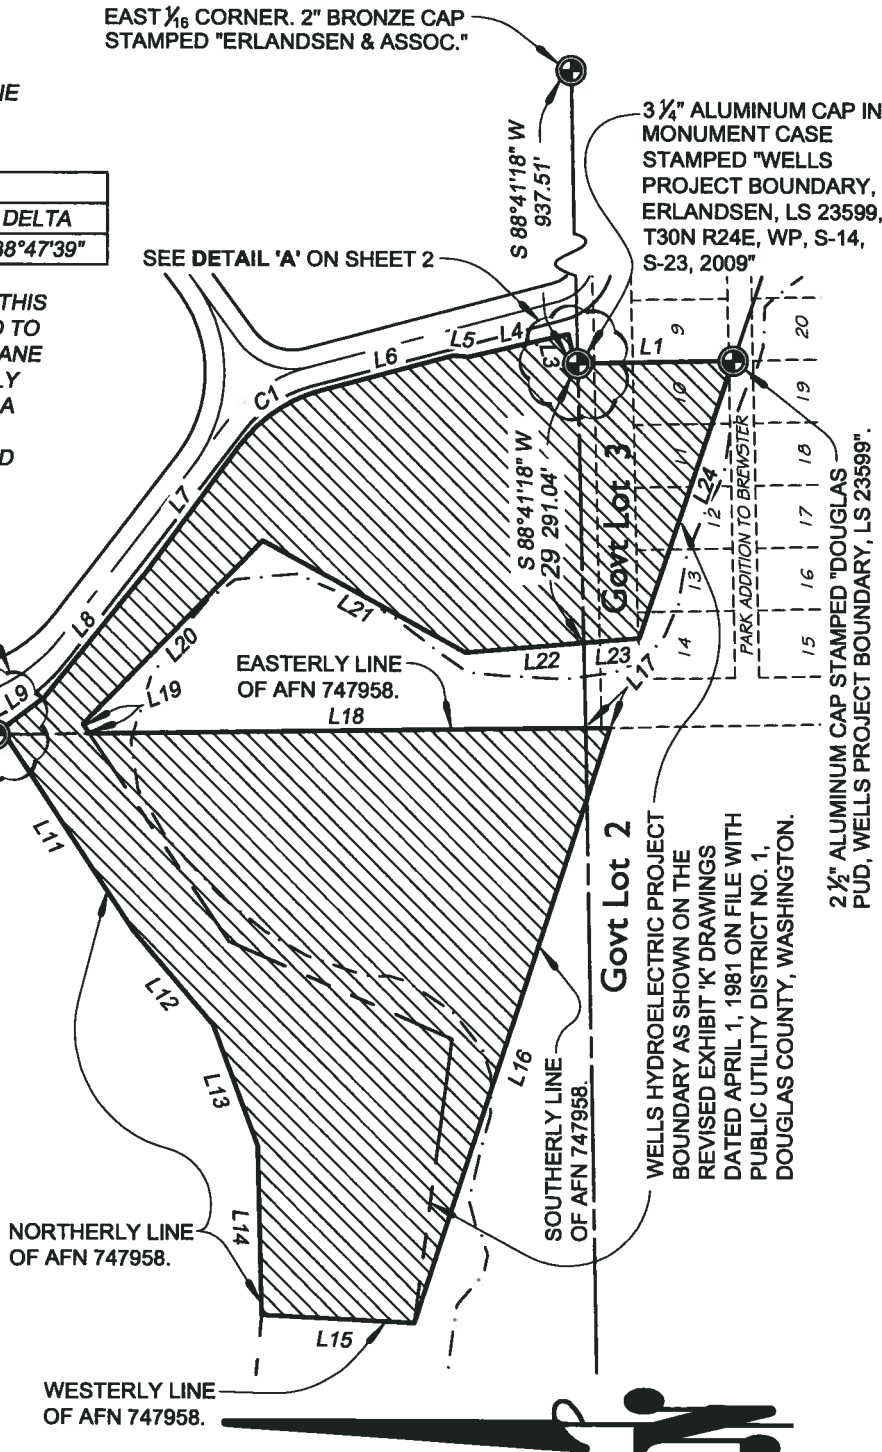 EAST 1/16 CORNER. 2" BRONZE CAP
STAMPED "ERLANDSEN & ASSOC."
3 1/4" ALUMINUM CAP IN
MONUMENT CASE
STAMPED "WELLS
PROJECT BOUNDARY,
ERLANDSEN, LS 23599,
T30N R24E, WP, S-14,
S-23, 2009"
S 88°41'18" W
937.51'
DELTA
38°47'39"
SEE DETAIL 'A' ON SHEET 2
THIS
TO
LY
A
L1
L3
L4
L5
L6
C1
L7
L8
L9
9
10
11
12
13
14
20
19
18
17
16
15
PARK ADDITION TO BREWSTER
S 88°41'18" W
29 291.04'
Govt Lot 3
L24
L20
L21
L22
L23
L17
L19
EASTERLY LINE
OF AFN 747958.
L18
2 1/2" ALUMINUM CAP STAMPED "DOUGLAS
PUD, WELLS PROJECT BOUNDARY, LS 23599".
L11
L12
L13
L14
L15
L16
Govt Lot 2
WELLS HYDROELECTRIC PROJECT
BOUNDARY AS SHOWN ON THE
REVISED EXHIBIT 'K' DRAWINGS
DATED APRIL 1, 1981 ON FILE WITH
PUBLIC UTILITY DISTRICT NO. 1,
DOUGLAS COUNTY, WASHINGTON.
SOUTHERLY LINE
OF AFN 747958.
NORTHERLY LINE
OF AFN 747958.
WESTERLY LINE
OF AFN 747958.